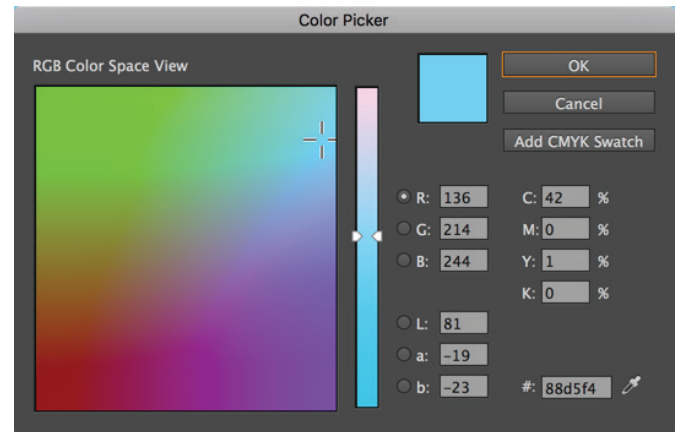 Color Picker
RGB Color Space View
OK
Cancel
Add CMYK Swatch
R: 136 C: 42 %
G: 214 M: 0 %
B: 244 Y: 1 %
K: 0 %
L: 81
a: -19
b: -23 #: 88d5f4